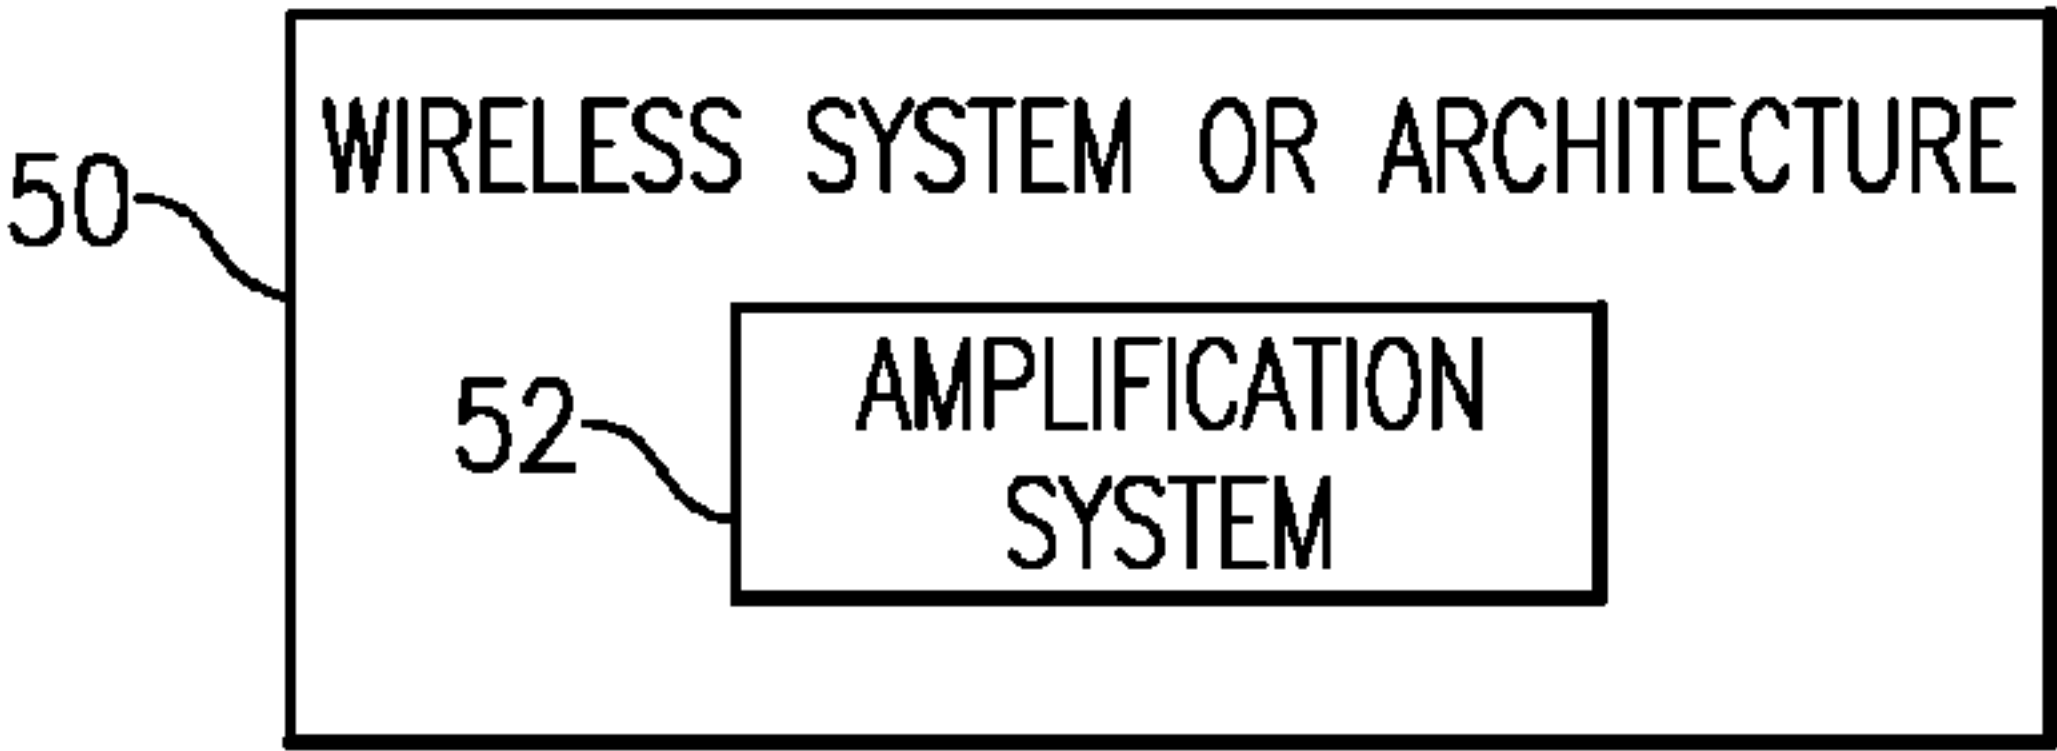 WIRELESS SYSTEM OR ARCHITECTURE
50
AMPLIFICATION
52
SYSTEM